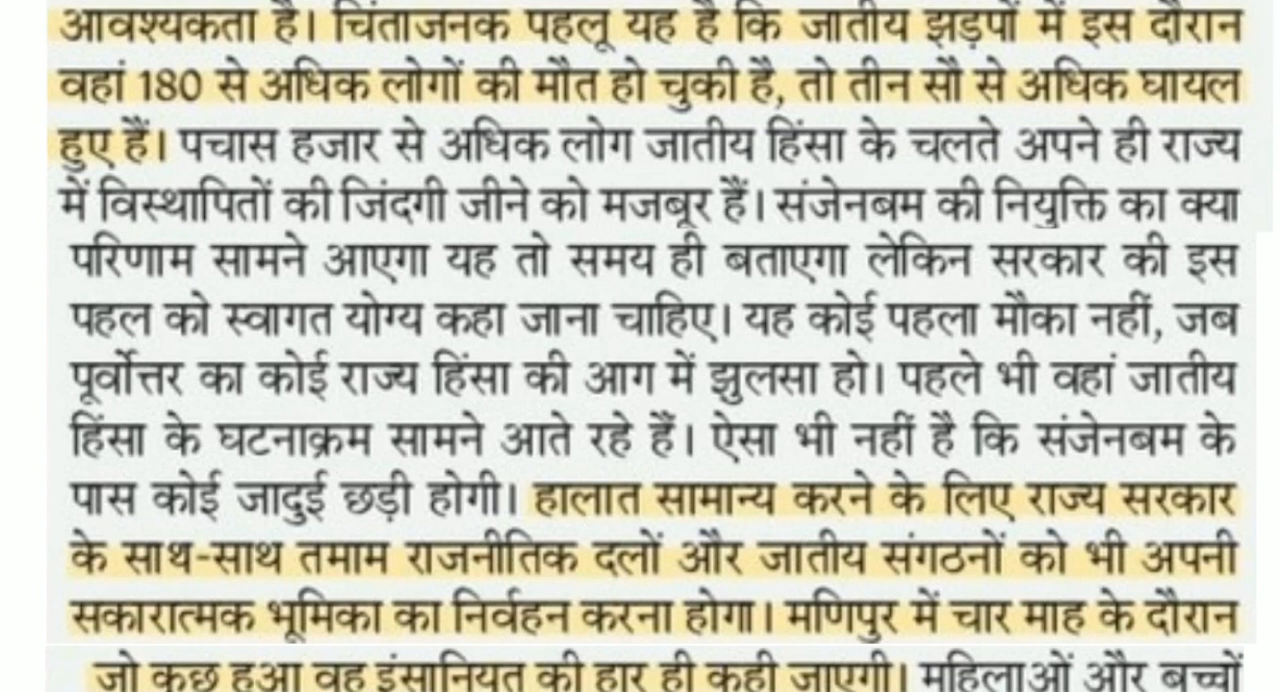 आवश्यकता है। चिंताजनक पहलू यह है कि जातीय झड़पों में इस दौरान
वहां 180 से अधिक लोगों की मौत हो चुकी है, तो तीन सौ से अधिक घायल
हुए हैं। पचास हजार से अधिक लोग जातीय हिंसा के चलते अपने ही राज्य
में विस्थापितों की जिंदगी जीने को मजबूर हैं। संजेनबम की नियुक्ति का क्या
परिणाम सामने आएगा यह तो समय ही बताएगा लेकिन सरकार की इस
पहल को स्वागत योग्य कहा जाना चाहिए। यह कोई पहला मौका नहीं, जब
पूर्वोत्तर का कोई राज्य हिंसा की आग में झुलसा हो। पहले भी वहां जातीय
हिंसा के घटनाक्रम सामने आते रहे हैं। ऐसा भी नहीं है कि संजेनबम के
पास कोई जादुई छड़ी होगी। हालात सामान्य करने के लिए राज्य सरकार
के साथ-साथ तमाम राजनीतिक दलों और जातीय संगठनों को भी अपनी
सकारात्मक भूमिका का निर्वहन करना होगा। मणिपुर में चार माह के दौरान
जो कुछ हुआ वह इंसानियत की हार ही कही जाएगी। महिलाओं और बच्चों